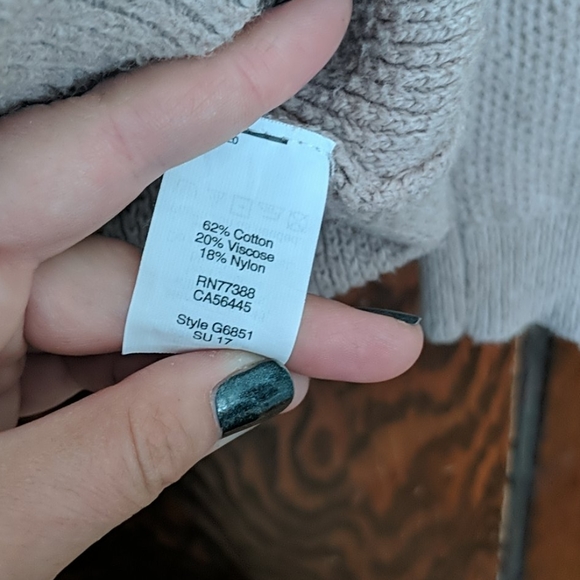 62% Cotton
20% Viscose
18% Nylon
RN77388
CA56445
Style G6851
SU 17